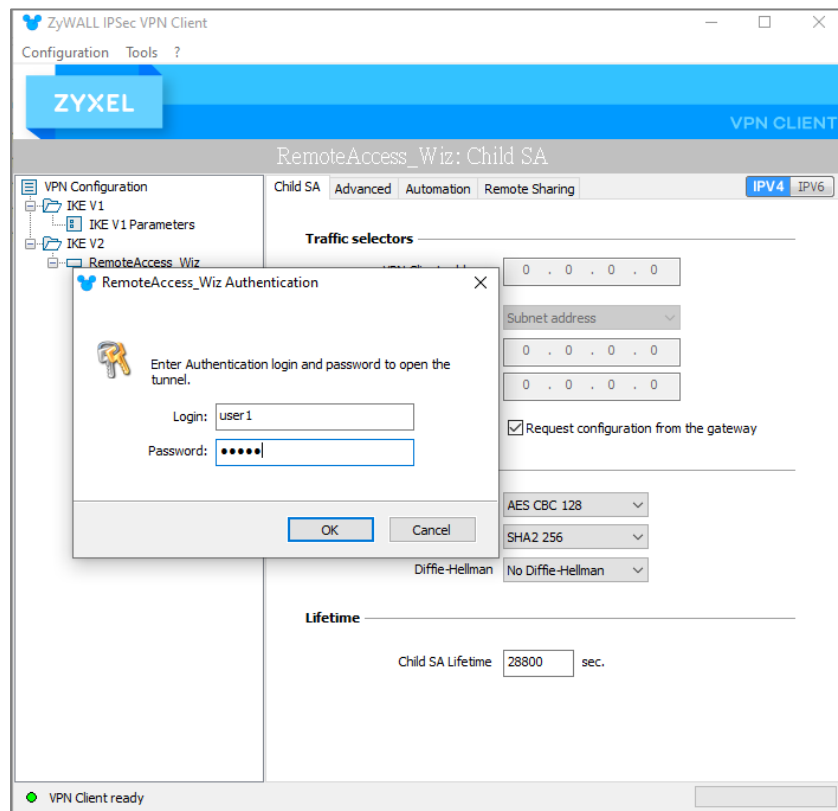 ZyWALL IPSec VPN Client
Configuration Tools ?
ZYXEL
VPN CLIENT
RemoteAccess_Wiz: Child SA
VPN Configuration
IKE V1
IKE V1 Parameters
IKE V2
RemoteAccess_Wiz
Child SA Advanced Automation Remote Sharing
IPV4 IPV6
Traffic selectors
0 . 0 . 0 . 0
Subnet address
0 . 0 . 0 . 0
0 . 0 . 0 . 0
Request configuration from the gateway
AES CBC 128
SHA2 256
Diffie-Hellman No Diffie-Hellman
Lifetime
Child SA Lifetime 28800 sec.
RemoteAccess_Wiz Authentication
Enter Authentication login and password to open the
tunnel.
Login: user1
Password: •••••
OK Cancel
VPN Client ready